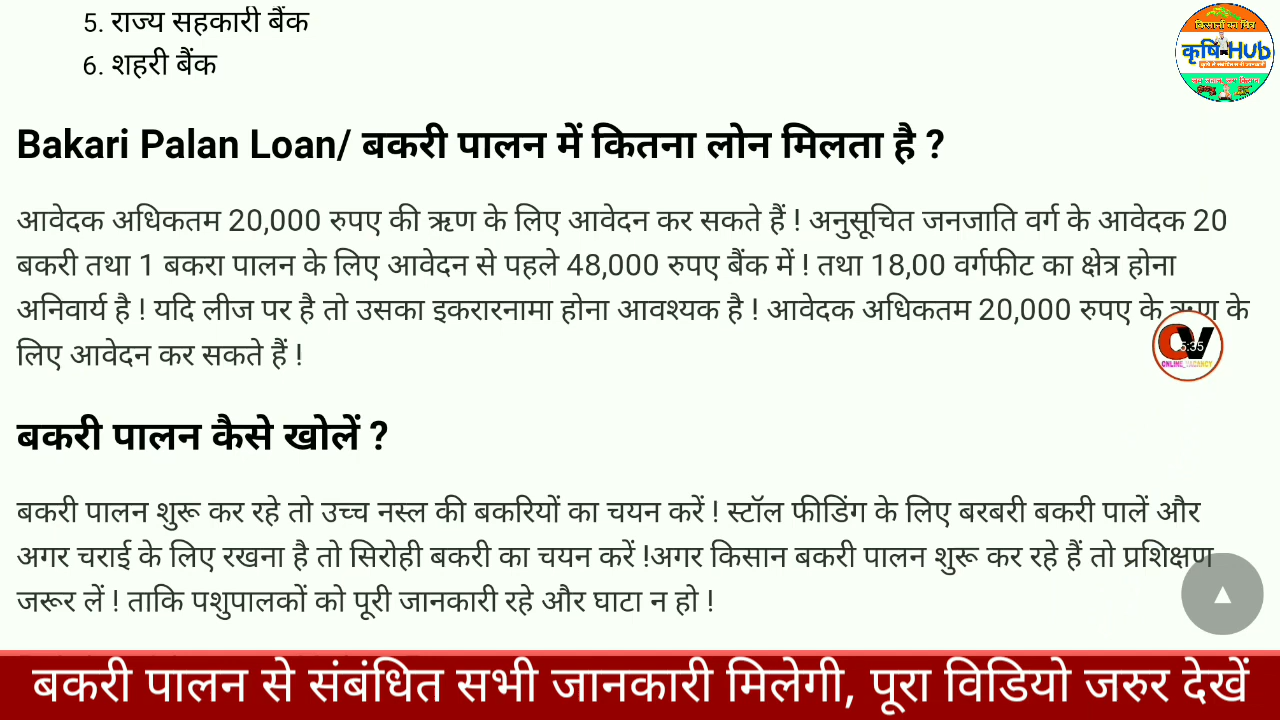 5. राज्य सहकारी बैंक
6. शहरी बैंक
किसानों का मित्र
कृषि-HUb
Bakari Palan Loan/ बकरी पालन में कितना लोन मिलता है ?
आवेदक अधिकतम 20,000 रुपए की ऋण के लिए आवेदन कर सकते हैं ! अनुसूचित जनजाति वर्ग के आवेदक 20
बकरी तथा 1 बकरा पालन के लिए आवेदन से पहले 48,000 रुपए बैंक में ! तथा 18,00 वर्गफीट का क्षेत्र होना
अनिवार्य है ! यदि लीज पर है तो उसका इकरारनामा होना आवश्यक है ! आवेदक अधिकतम 20,000 रुपए के ऋण के
लिए आवेदन कर सकते हैं !
5:35
ONLINE VACANCY
बकरी पालन कैसे खोलें ?
बकरी पालन शुरू कर रहे तो उच्च नस्ल की बकरियों का चयन करें ! स्टॉल फीडिंग के लिए बरबरी बकरी पालें और
अगर चराई के लिए रखना है तो सिरोही बकरी का चयन करें !अगर किसान बकरी पालन शुरू कर रहे हैं तो प्रशिक्षण
जरूर लें ! ताकि पशुपालकों को पूरी जानकारी रहे और घाटा न हो !
बकरी पालन से संबंधित सभी जानकारी मिलेगी, पूरा विडियो जरुर देखें